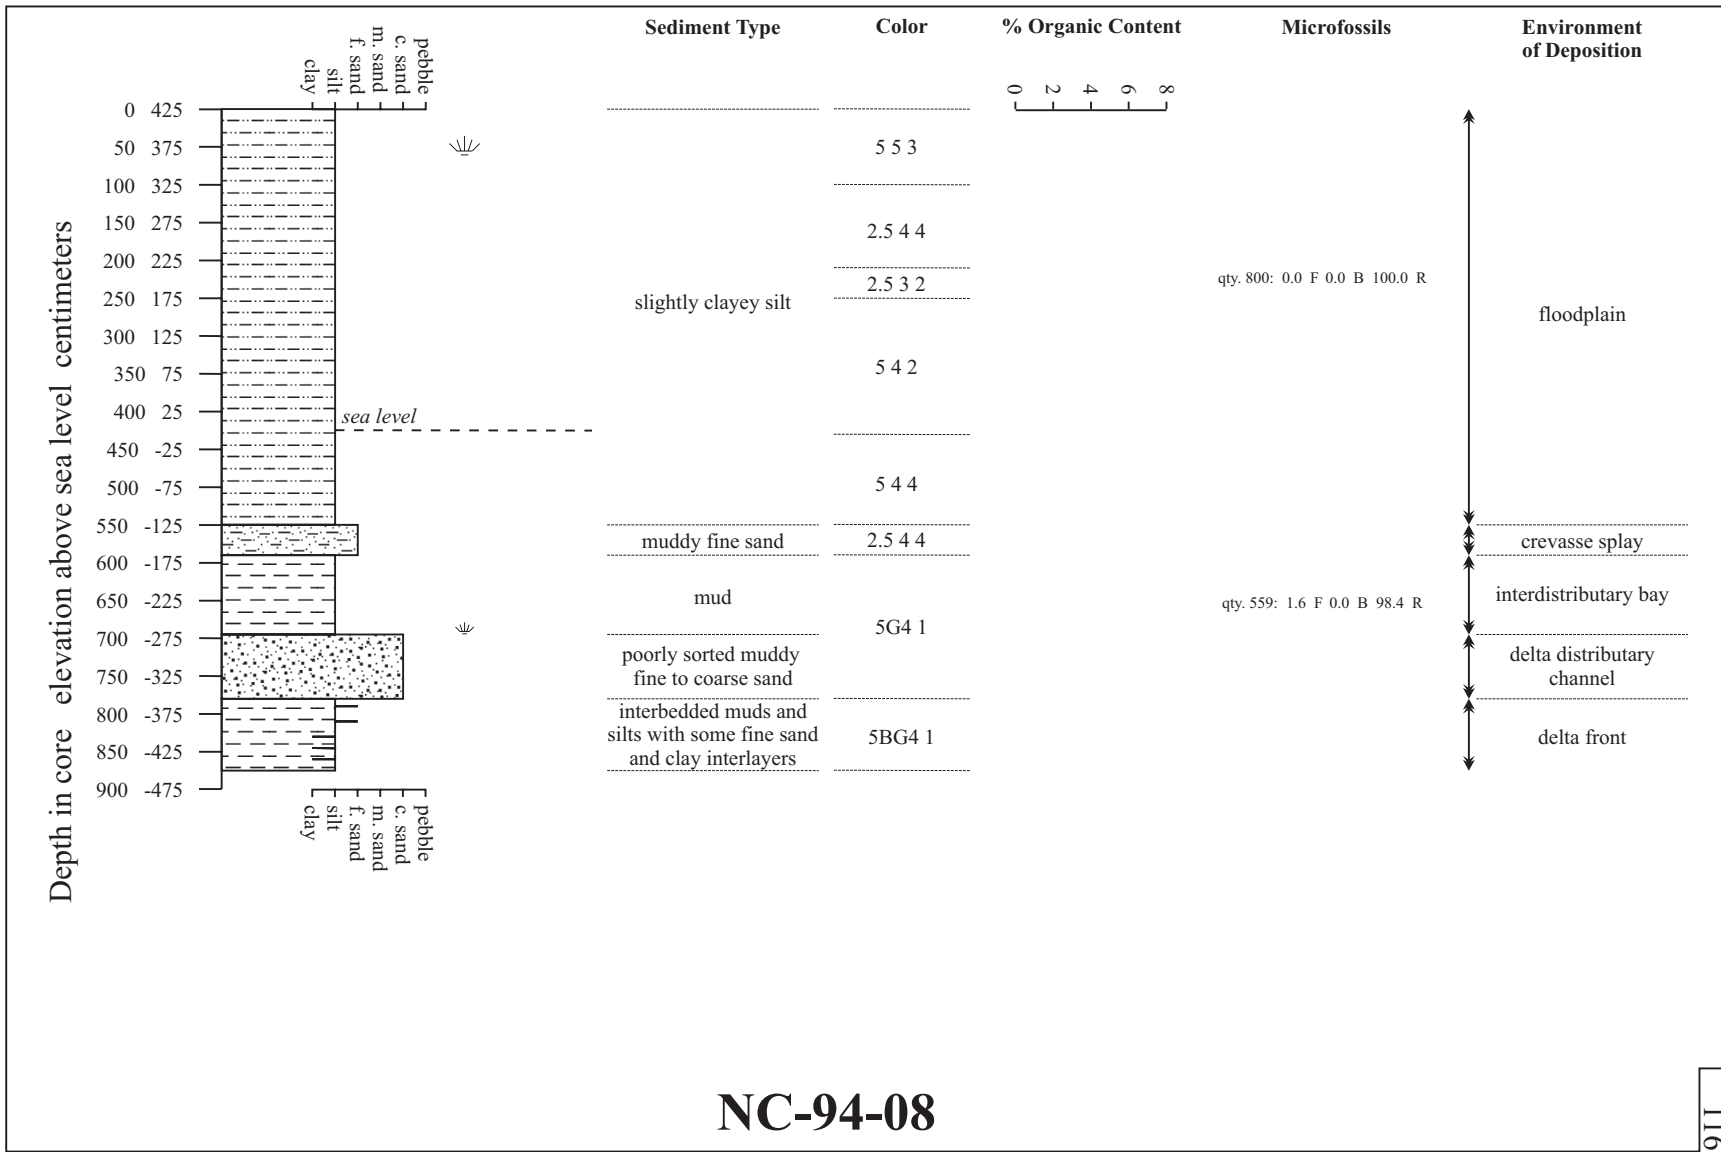 Sediment Type
Color
% Organic Content
Microfossils
Environment
of Deposition
clay
silt
f. sand
m. sand
c. sand
pebble
0 2 4 6 8
Depth in core elevation above sea level centimeters
0 425
50 375
100 325
150 275
200 225
250 175
300 125
350 75
400 25
450 -25
500 -75
550 -125
600 -175
650 -225
700 -275
750 -325
800 -375
850 -425
900 -475
sea level
clay
silt
f. sand
m. sand
c. sand
pebble
slightly clayey silt
muddy fine sand
mud
poorly sorted muddy
fine to coarse sand
interbedded muds and
silts with some fine sand
and clay interlayers
5 5 3
2.5 4 4
2.5 3 2
5 4 2
5 4 4
2.5 4 4
5G4 1
5BG4 1
qty. 800: 0.0 F 0.0 B 100.0 R
qty. 559: 1.6 F 0.0 B 98.4 R
floodplain
crevasse splay
interdistributary bay
delta distributary
channel
delta front
NC-94-08
116